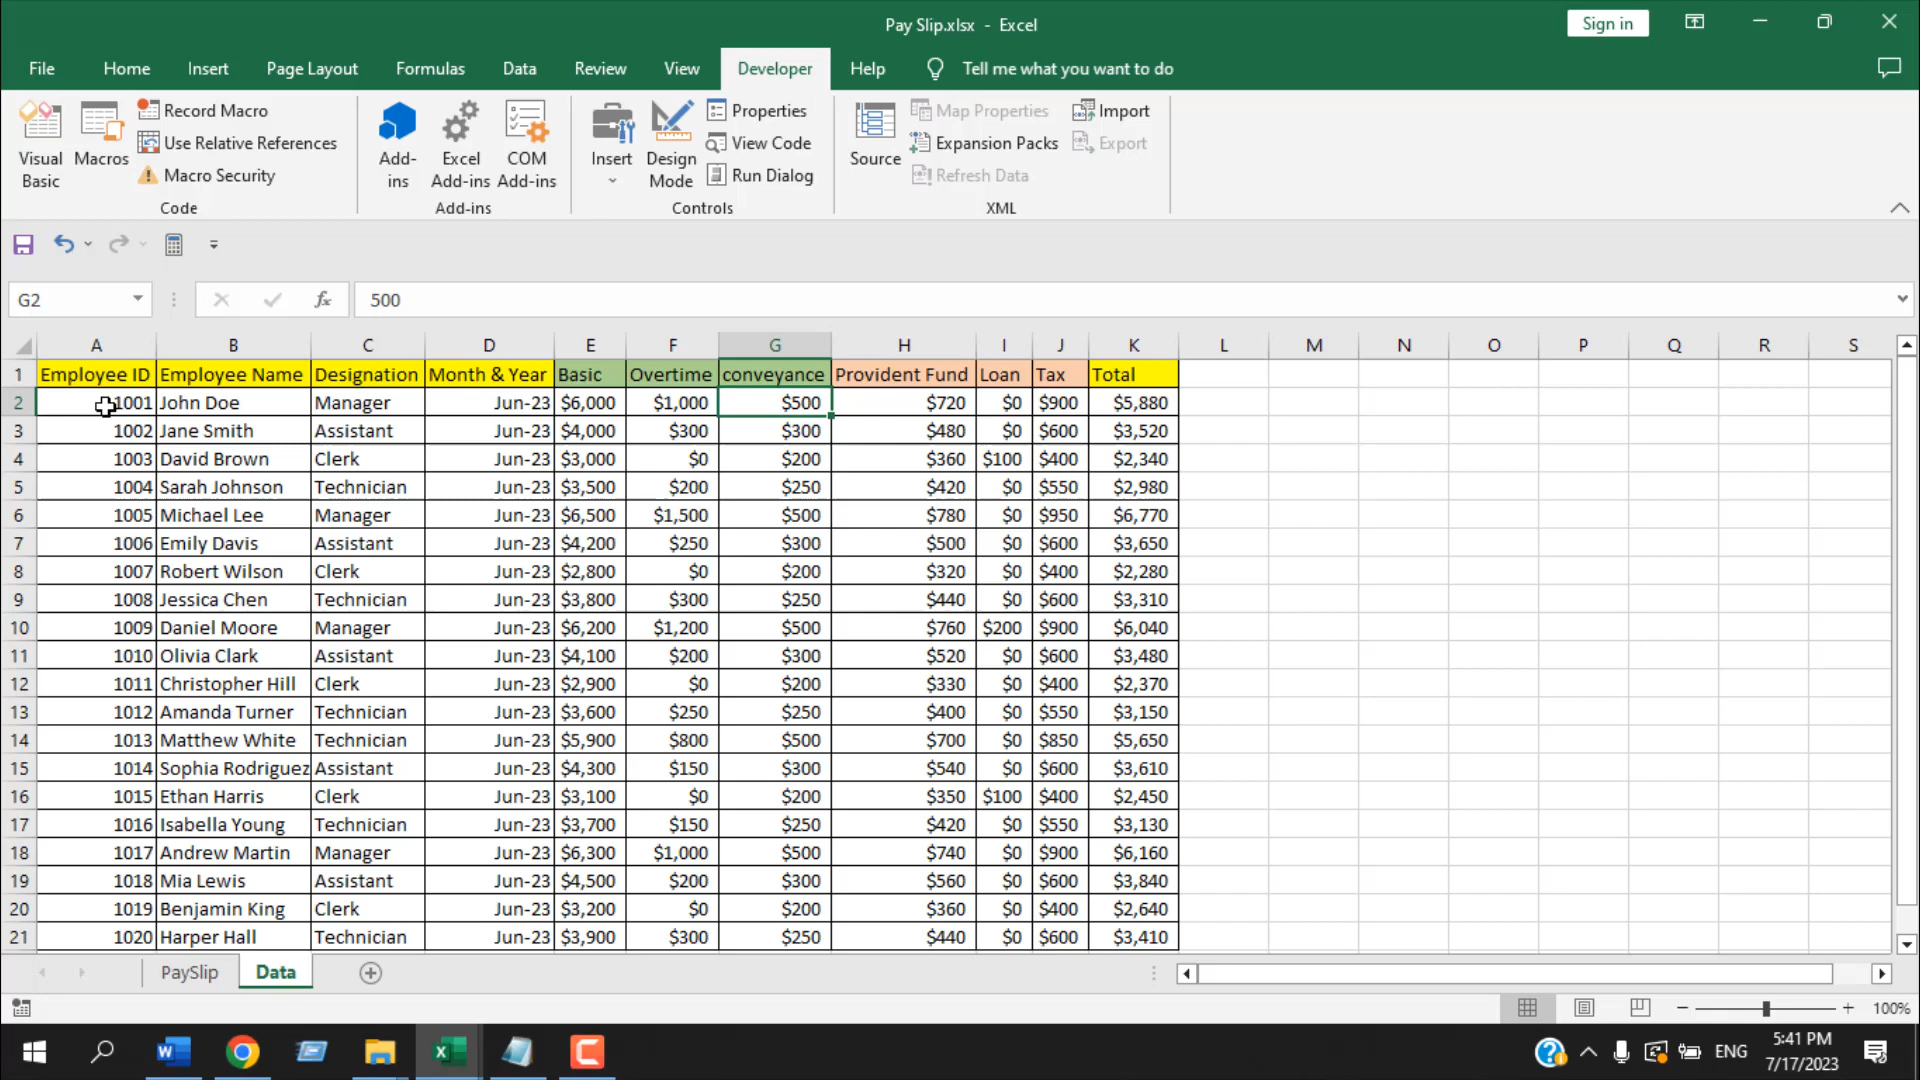 Pay Slip.xlsx - Excel
Sign in
File Home Insert Page Layout Formulas Data Review View Developer Help Tell me what you want to do
Visual Basic
Macros
Record Macro
Use Relative References
Macro Security
Code
Add-ins
Excel Add-ins
COM Add-ins
Add-ins
Insert
Design Mode
Properties
View Code
Run Dialog
Controls
Source
Map Properties
Expansion Packs
Refresh Data
Import
Export
XML
G2 fx 500
A B C D E F G H I J K L M N O P Q R S
1 Employee ID Employee Name Designation Month & Year Basic Overtime conveyance Provident Fund Loan Tax Total
2 1001 John Doe Manager Jun-23 $6,000 $1,000 $500 $720 $0 $900 $5,880
3 1002 Jane Smith Assistant Jun-23 $4,000 $300 $300 $480 $0 $600 $3,520
4 1003 David Brown Clerk Jun-23 $3,000 $0 $200 $360 $100 $400 $2,340
5 1004 Sarah Johnson Technician Jun-23 $3,500 $200 $250 $420 $0 $550 $2,980
6 1005 Michael Lee Manager Jun-23 $6,500 $1,500 $500 $780 $0 $950 $6,770
7 1006 Emily Davis Assistant Jun-23 $4,200 $250 $300 $500 $0 $600 $3,650
8 1007 Robert Wilson Clerk Jun-23 $2,800 $0 $200 $320 $0 $400 $2,280
9 1008 Jessica Chen Technician Jun-23 $3,800 $300 $250 $440 $0 $600 $3,310
10 1009 Daniel Moore Manager Jun-23 $6,200 $1,200 $500 $760 $200 $900 $6,040
11 1010 Olivia Clark Assistant Jun-23 $4,100 $200 $300 $520 $0 $600 $3,480
12 1011 Christopher Hill Clerk Jun-23 $2,900 $0 $200 $330 $0 $400 $2,370
13 1012 Amanda Turner Technician Jun-23 $3,600 $250 $250 $400 $0 $550 $3,150
14 1013 Matthew White Technician Jun-23 $5,900 $800 $500 $700 $0 $850 $5,650
15 1014 Sophia Rodriguez Assistant Jun-23 $4,300 $150 $300 $540 $0 $600 $3,610
16 1015 Ethan Harris Clerk Jun-23 $3,100 $0 $200 $350 $100 $400 $2,450
17 1016 Isabella Young Technician Jun-23 $3,700 $150 $250 $420 $0 $550 $3,130
18 1017 Andrew Martin Manager Jun-23 $6,300 $1,000 $500 $740 $0 $900 $6,160
19 1018 Mia Lewis Assistant Jun-23 $4,500 $200 $300 $560 $0 $600 $3,840
20 1019 Benjamin King Clerk Jun-23 $3,200 $0 $200 $360 $0 $400 $2,640
21 1020 Harper Hall Technician Jun-23 $3,900 $300 $250 $440 $0 $600 $3,410
PaySlip Data
100%
ENG
5:41 PM
7/17/2023